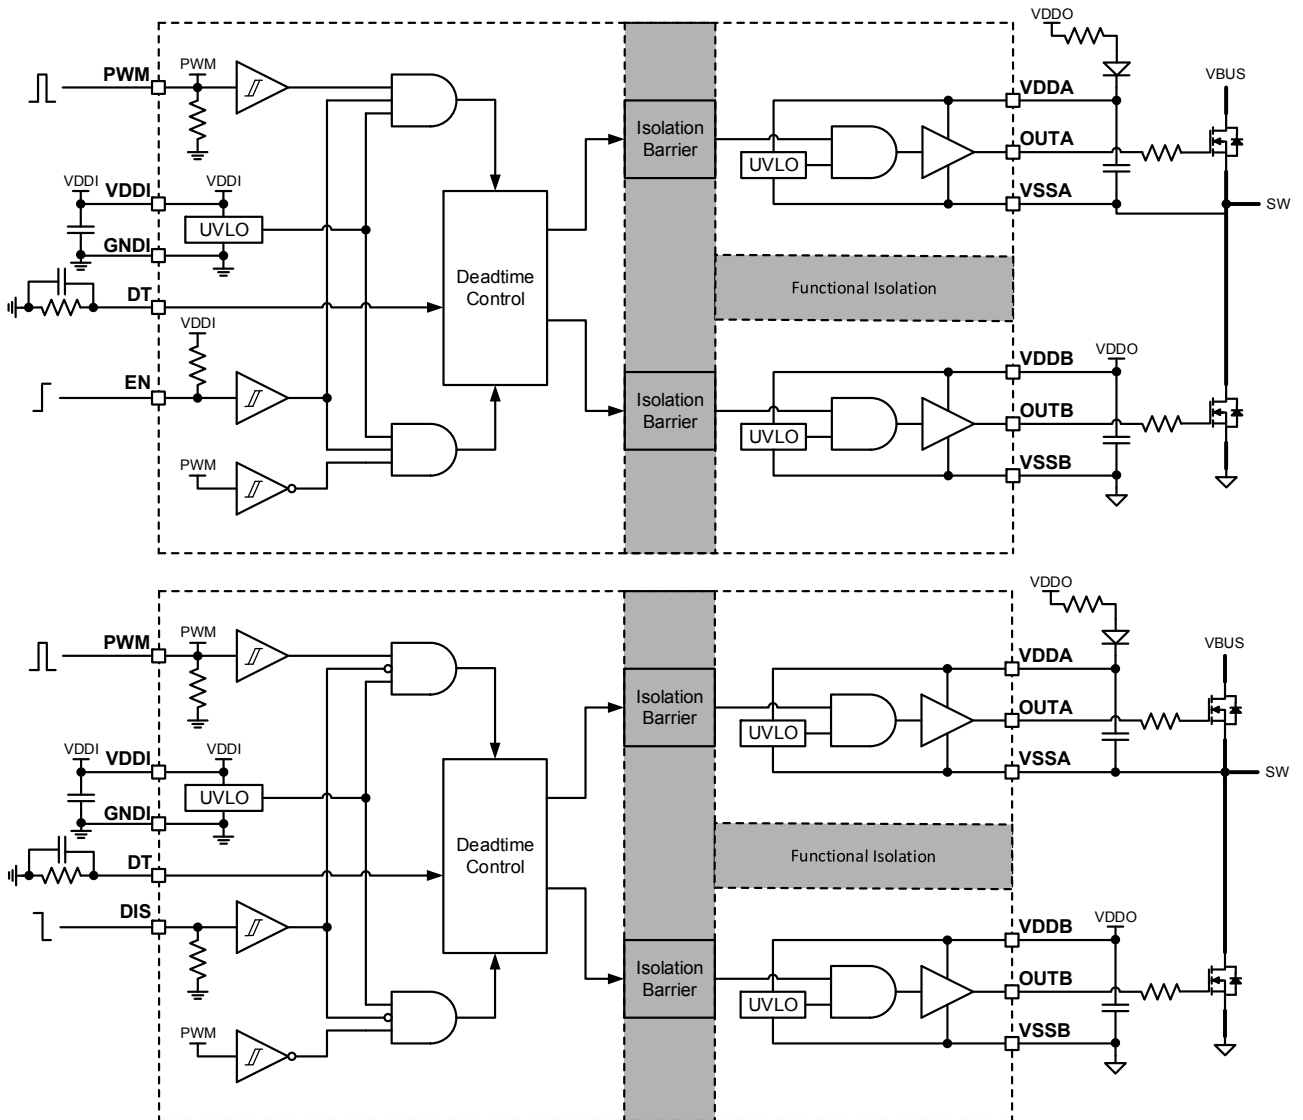 VDDO
PWM
PWM
VBUS
VDDA
Isolation
Barrier
OUTA
UVLO
VDDI
VDDI
VDDI
VSSA
SW
UVLO
GNDI
Deadtime
Control
Functional Isolation
DT
VDDI
VDDB
VDDO
EN
Isolation
Barrier
OUTB
UVLO
PWM
VSSB
VDDO
PWM
PWM
VBUS
VDDA
Isolation
Barrier
OUTA
UVLO
VDDI
VDDI
VDDI
VSSA
SW
UVLO
GNDI
Deadtime
Control
Functional Isolation
DT
DIS
VDDB
VDDO
Isolation
Barrier
OUTB
UVLO
PWM
VSSB